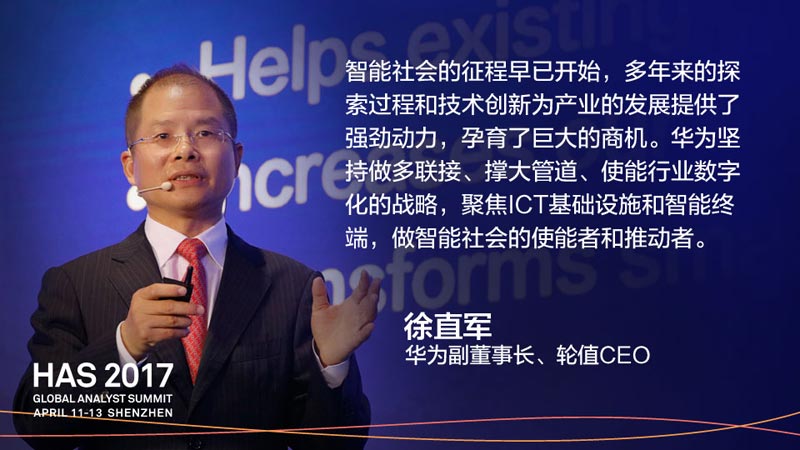 Helps existing
Increase
Transforms sma
智能社会的征程早已开始，多年来的探
索过程和技术创新为产业的发展提供了
强劲动力，孕育了巨大的商机。华为坚
持做多联接、撑大管道、使能行业数字
化的战略，聚焦ICT基础设施和智能终
端，做智能社会的使能者和推动者。
徐直军
华为副董事长、轮值CEO
HAS 2017
GLOBAL ANALYST SUMMIT
APRIL 11-13 SHENZHEN